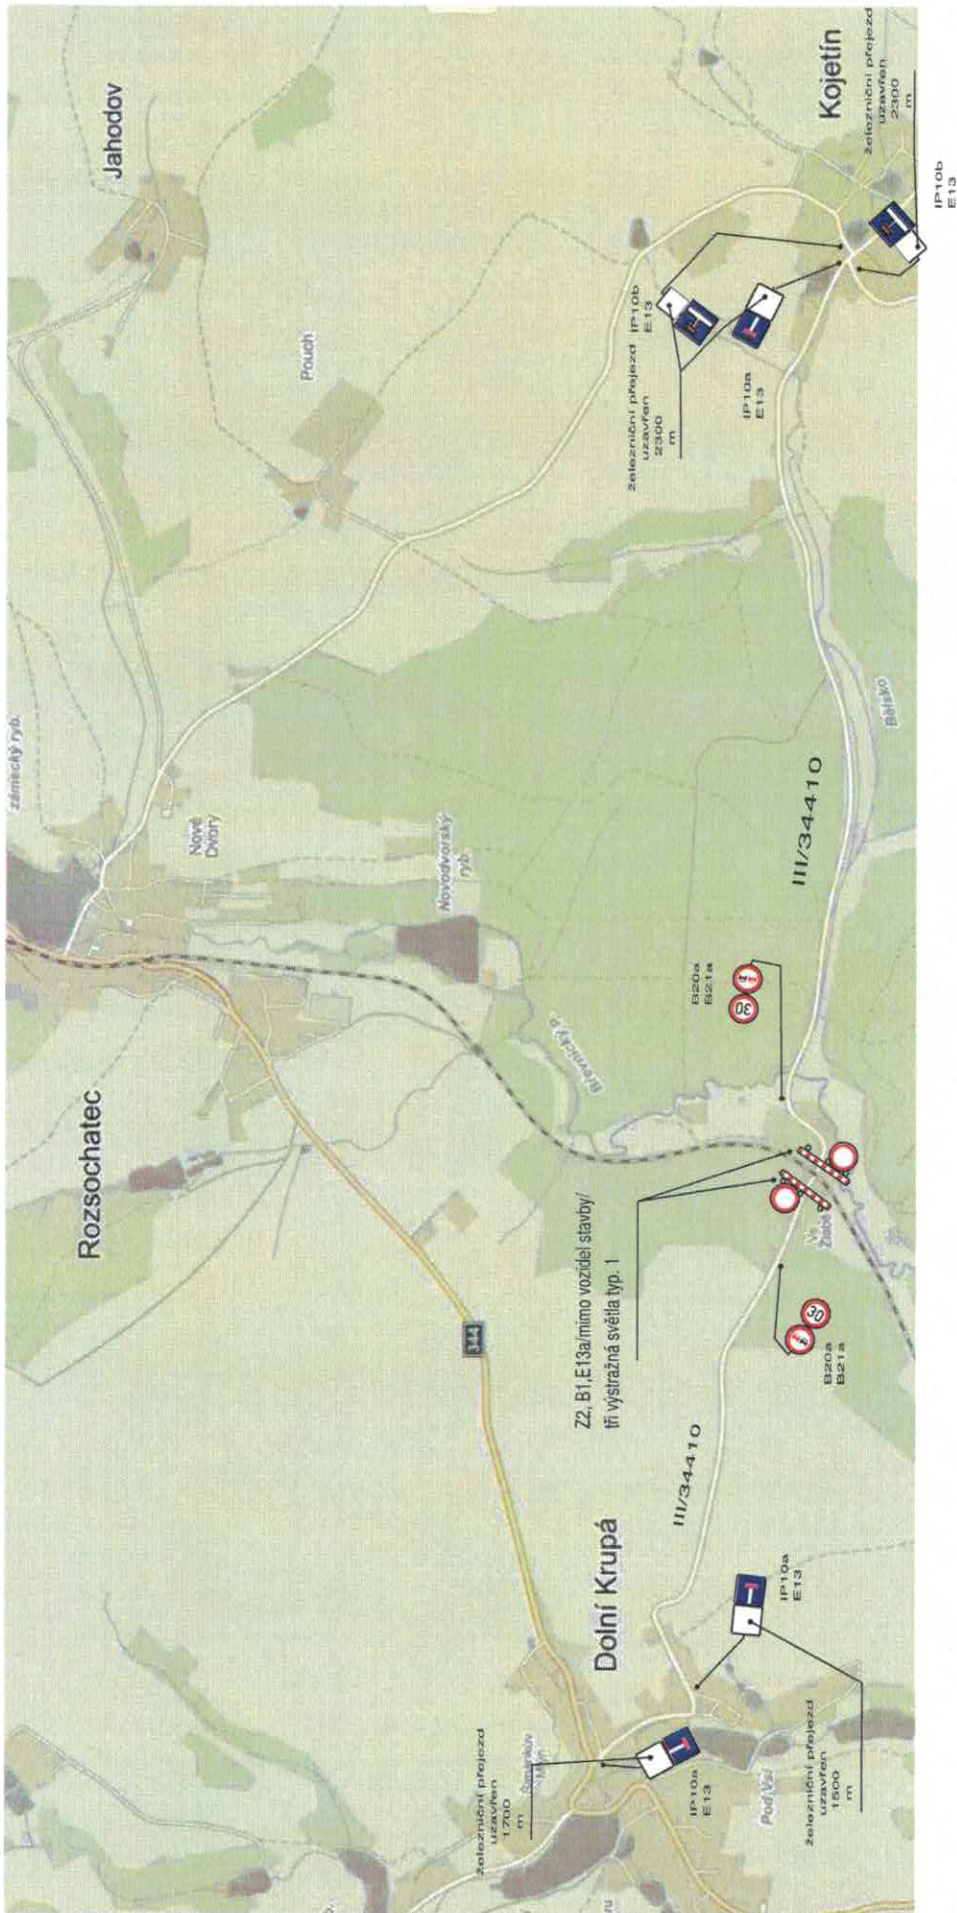 zámecký ryb.
Jahodov
Kojetín
železniční přejezd
uzavřen
2300
m
IP10b
E13
Pouch
železniční přejezd
uzavřen
2300
m
IP10b
E13
IP10a
E13
Nové
Dvory
Novodvorský
ryb.
Bělsko
III/34410
B20a
B21a
30
Břevnický p.
Rozsochatec
Z2, B1,E13a/mimo vozidel stavby/
tři výstražná světla typ. 1
V
Žlabě
344
30
B20a
B21a
III/34410
Dolní Krupá
IP10a
E13
železniční přejezd
uzavřen
1700
m
IP10a
E13
Pod Vsí
železniční přejezd
uzavřen
1500
m